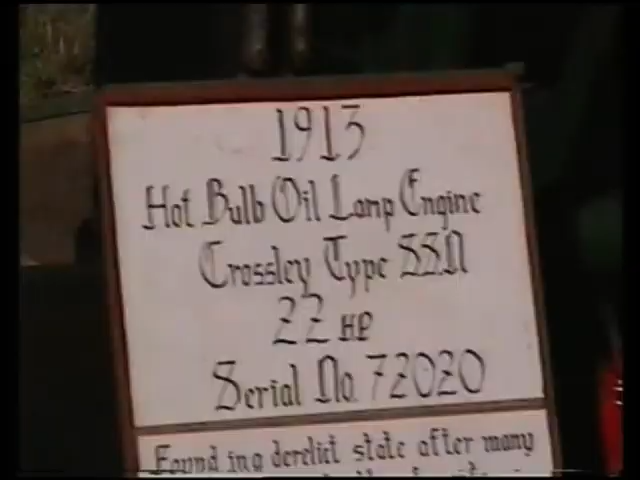 1913
Hot Bulb Oil Lamp Engine
Crossley Type SSN
22 HP
Serial No. 72020
Found in a derelict state after many